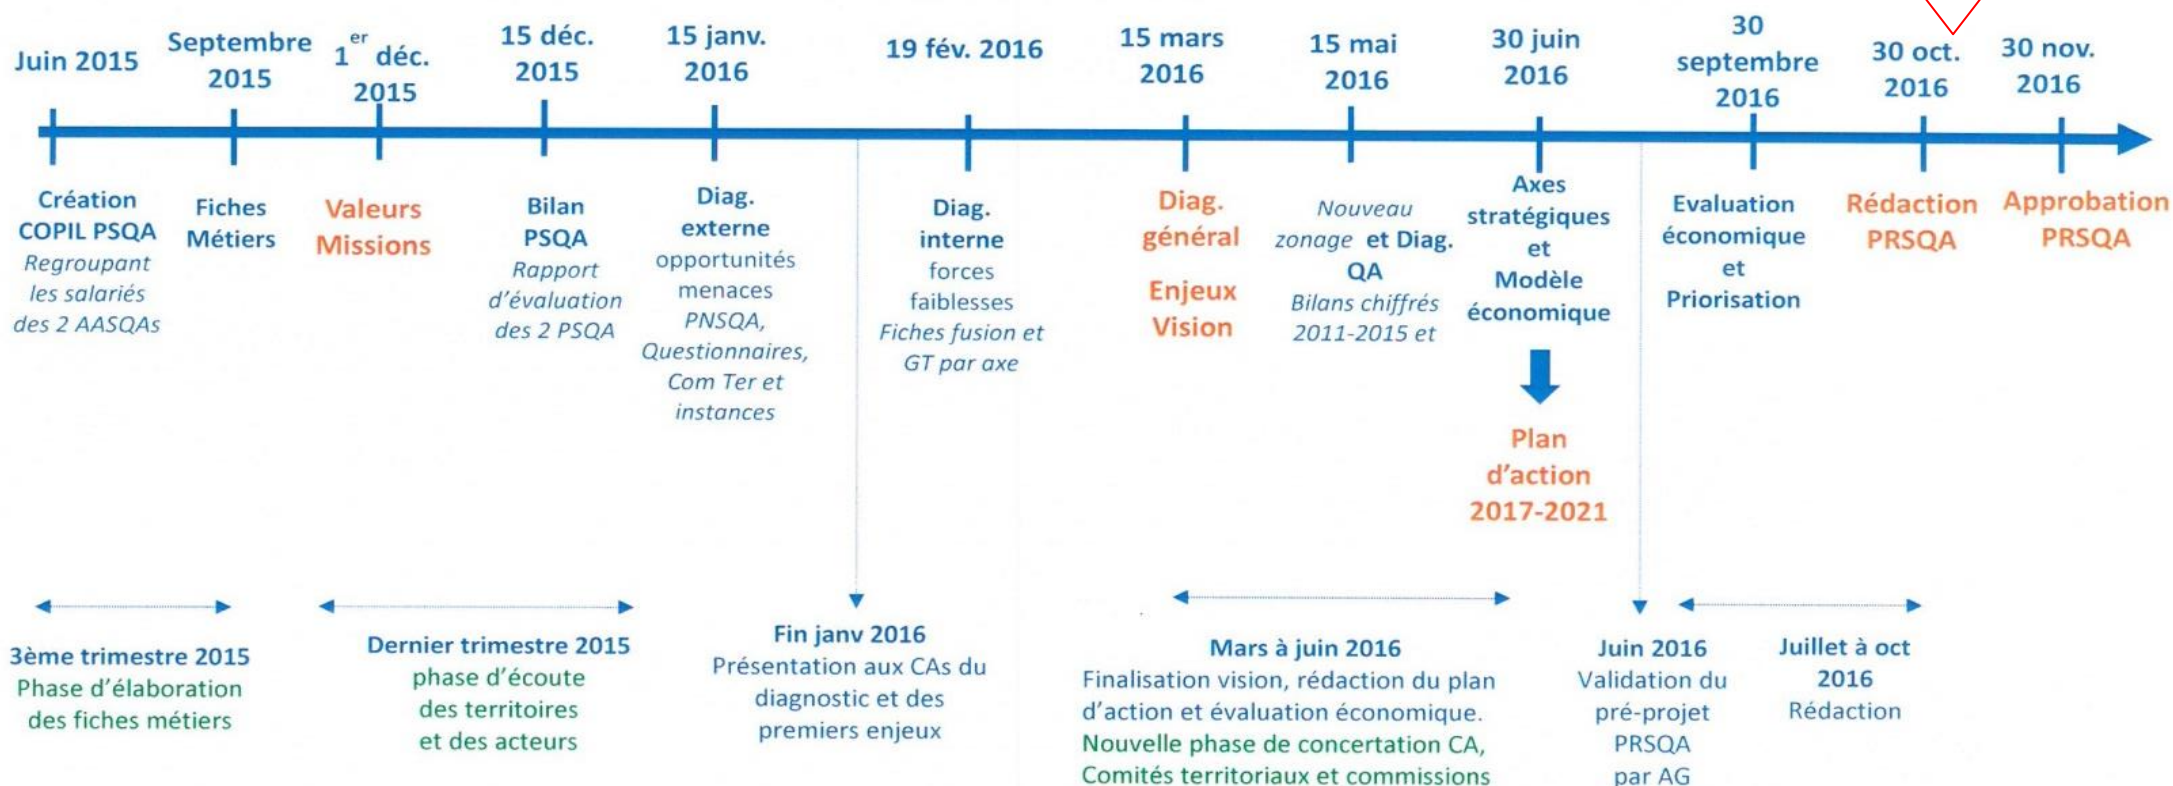 Juin 2015
Septembre
2015
1er déc.
2015
15 déc.
2015
15 janv.
2016
19 fév. 2016
15 mars
2016
15 mai
2016
30 juin
2016
30
septembre
2016
30 oct.
2016
30 nov.
2016
Création
COPIL PSQA
Regroupant
les salariés
des 2 AASQAs
Fiches
Métiers
Valeurs
Missions
Bilan
PSQA
Rapport
d'évaluation
des 2 PSQA
Diag.
externe
opportunités
menaces
PNSQA,
Questionnaires,
Com Ter et
instances
Diag.
interne
forces
faiblesses
Fiches fusion et
GT par axe
Diag.
général
Enjeux
Vision
Nouveau
zonage et Diag.
QA
Bilans chiffrés
2011-2015 et
Axes
stratégiques
et
Modèle
économique
Plan
d'action
2017-2021
Evaluation
économique
et
Priorisation
Rédaction
PRSQA
Approbation
PRSQA
3ème trimestre 2015
Phase d'élaboration
des fiches métiers
Dernier trimestre 2015
phase d'écoute
des territoires
et des acteurs
Fin janv 2016
Présentation aux CAs du
diagnostic et des
premiers enjeux
Mars à juin 2016
Finalisation vision, rédaction du plan
d'action et évaluation économique.
Nouvelle phase de concertation CA,
Comités territoriaux et commissions
Juin 2016
Validation du
pré-projet
PRSQA
par AG
Juillet à oct
2016
Rédaction